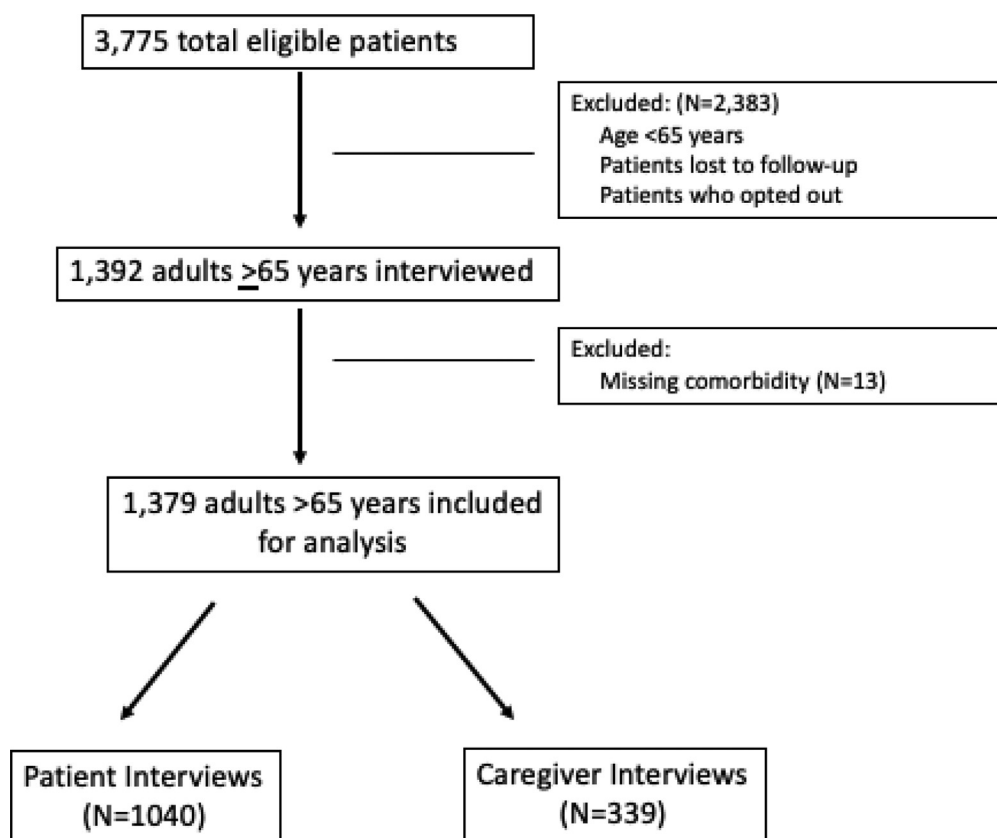 3,775 total eligible patients
Excluded: (N=2,383)
Age <65 years
Patients lost to follow-up
Patients who opted out
1,392 adults >65 years interviewed
Excluded:
Missing comorbidity (N=13)
1,379 adults >65 years included
for analysis
Patient Interviews
(N=1040)
Caregiver Interviews
(N=339)